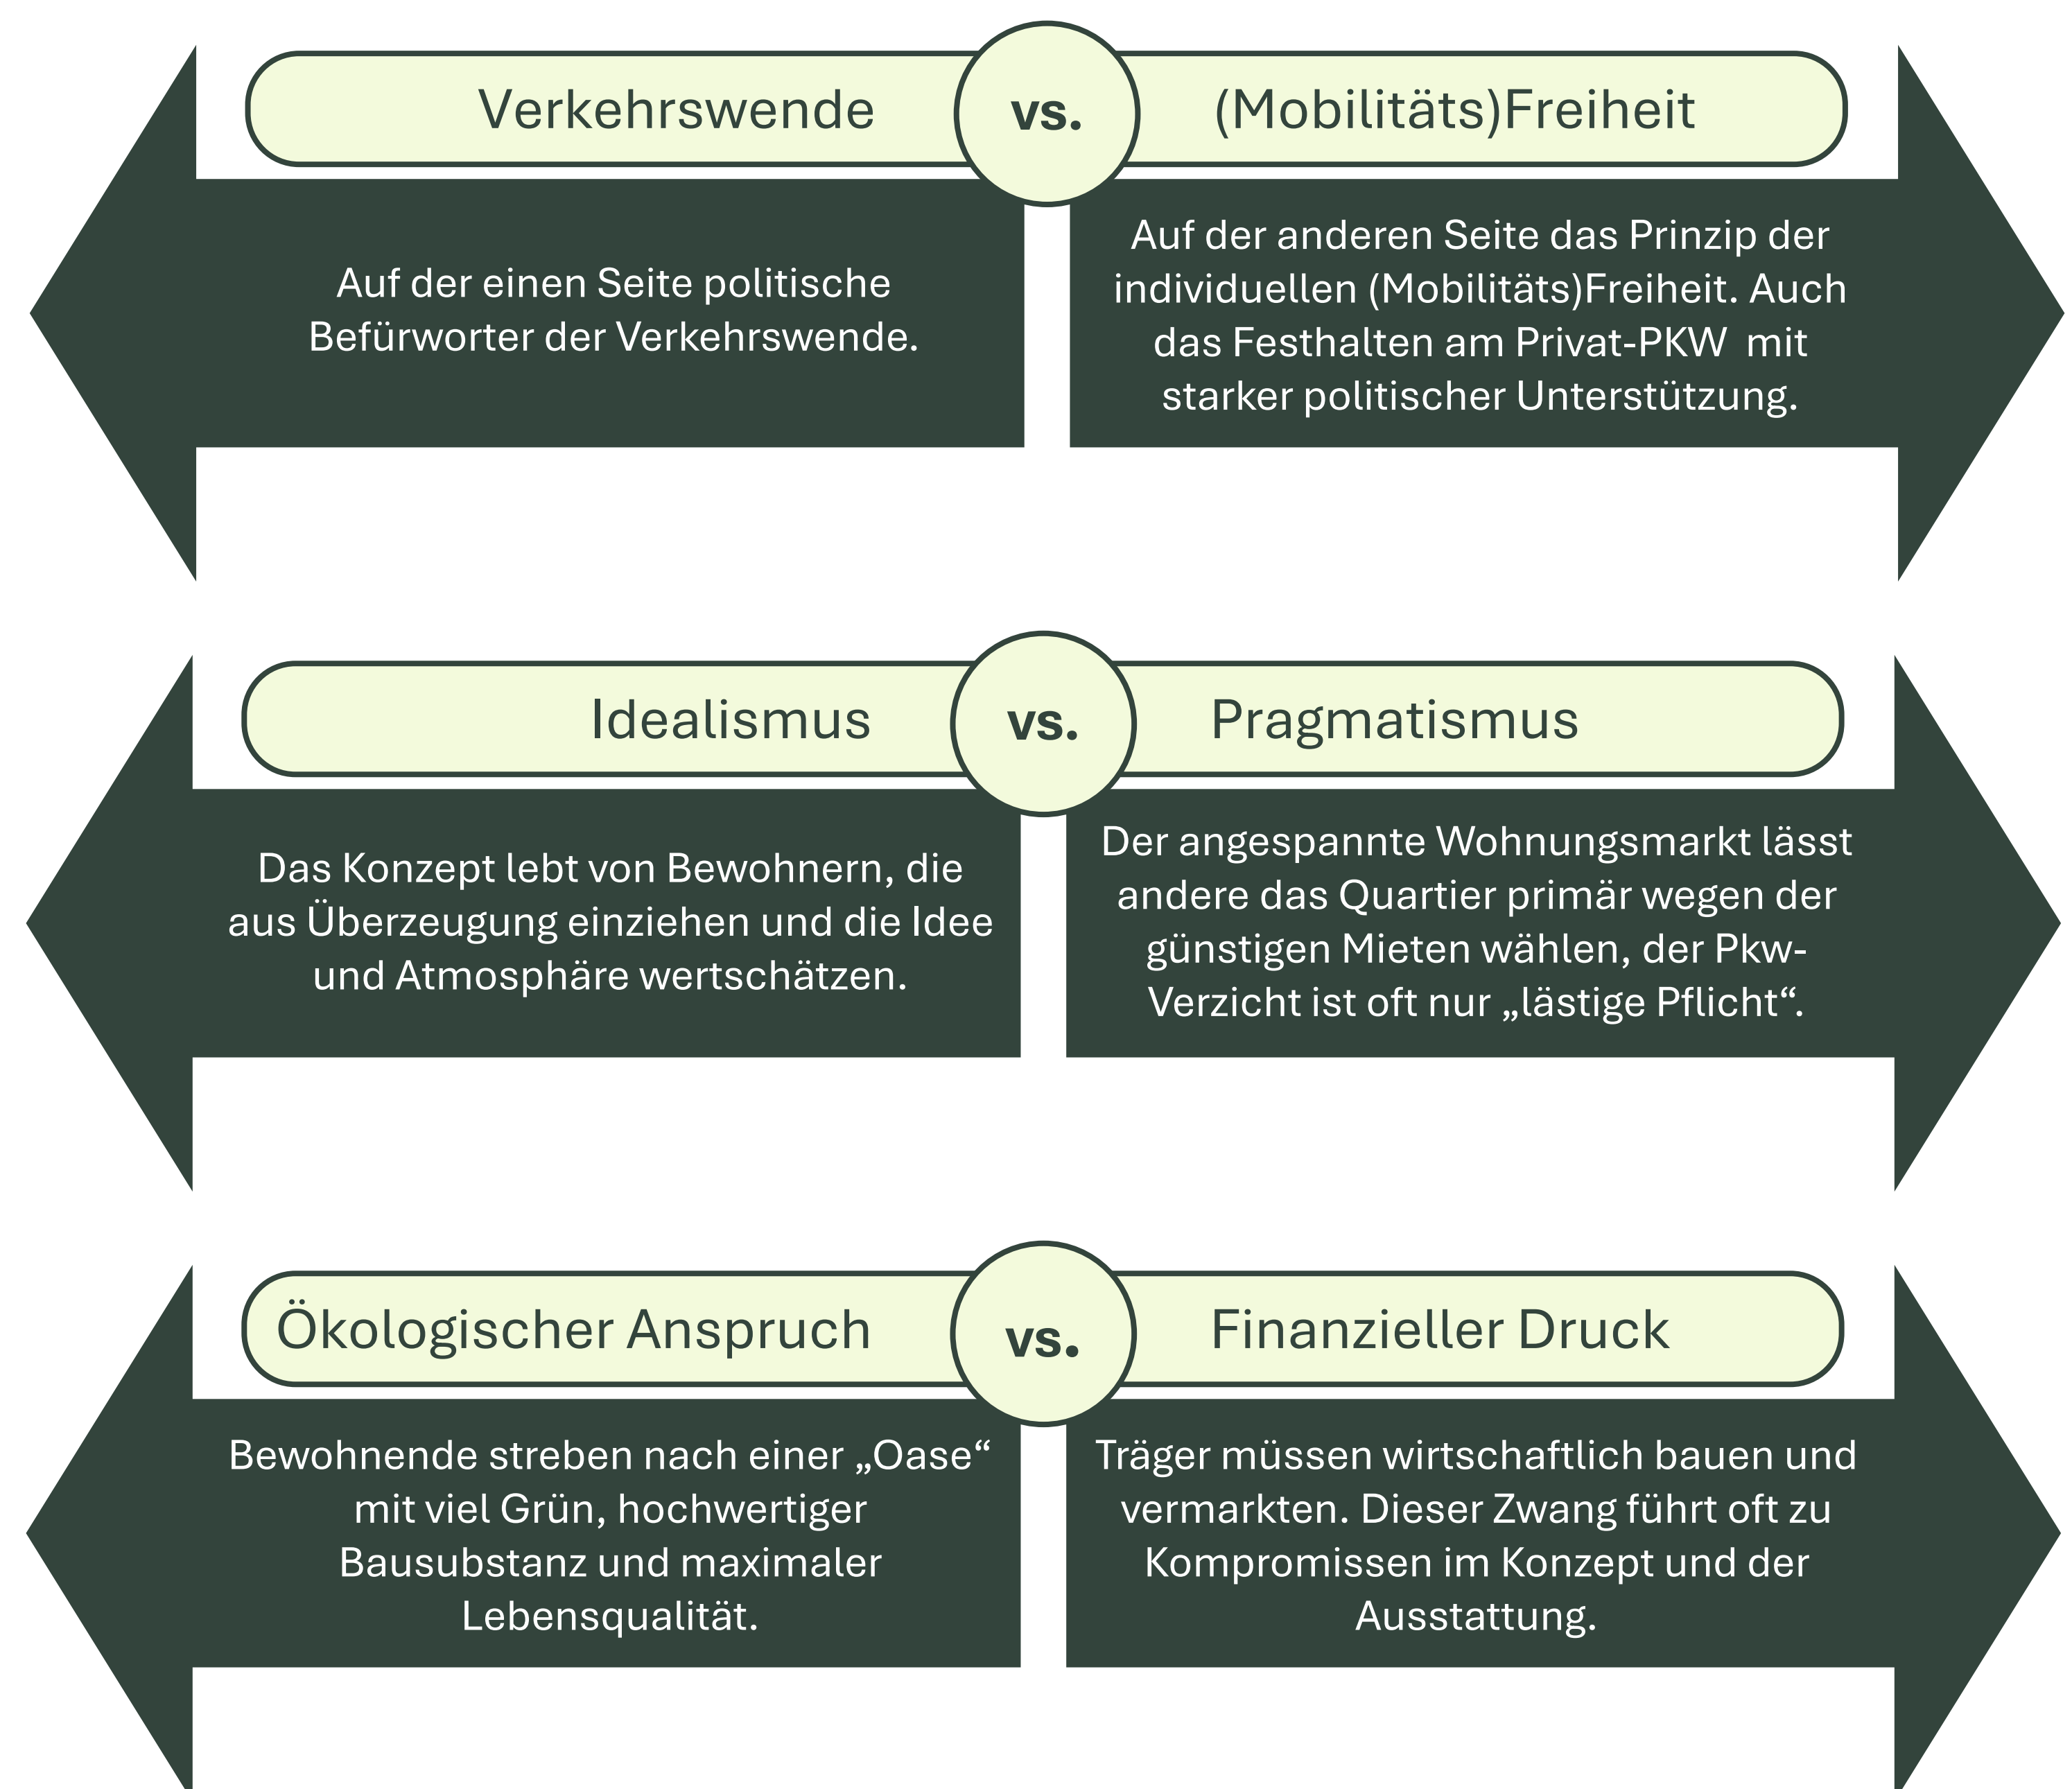 Verkehrswende vs. (Mobilitäts)Freiheit
Auf der einen Seite politische
Befürworter der Verkehrswende.
Auf der anderen Seite das Prinzip der
individuellen (Mobilitäts)Freiheit. Auch
das Festhalten am Privat-PKW  mit
starker politischer Unterstützung.
Idealismus vs. Pragmatismus
Das Konzept lebt von Bewohnern, die
aus Überzeugung einziehen und die Idee
und Atmosphäre wertschätzen.
Der angespannte Wohnungsmarkt lässt
andere das Quartier primär wegen der
günstigen Mieten wählen, der Pkw-
Verzicht ist oft nur „lästige Pflicht“.
Ökologischer Anspruch vs. Finanzieller Druck
Bewohnende streben nach einer „Oase“
mit viel Grün, hochwertiger
Bausubstanz und maximaler
Lebensqualität.
Träger müssen wirtschaftlich bauen und
vermarkten. Dieser Zwang führt oft zu
Kompromissen im Konzept und der
Ausstattung.